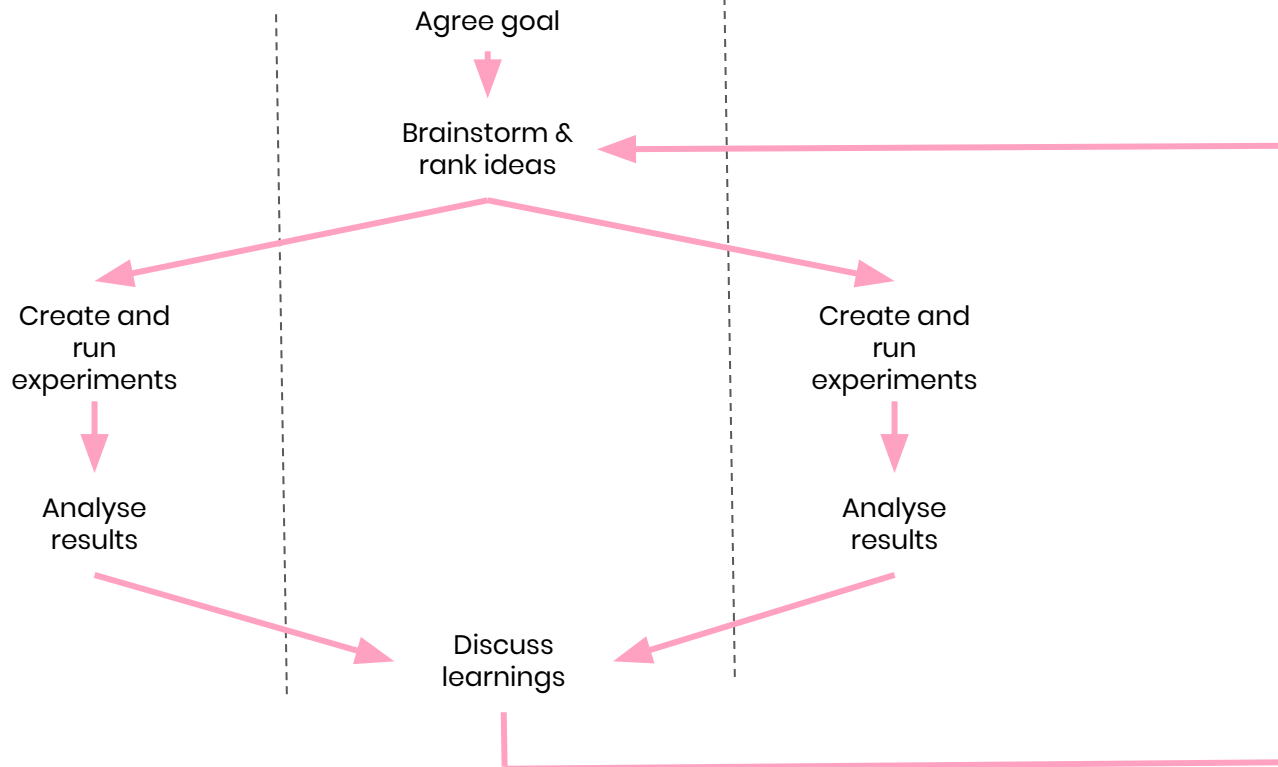 Agree goal
Brainstorm &
rank ideas
Create and
run
experiments
Create and
run
experiments
Analyse
results
Analyse
results
Discuss
learnings